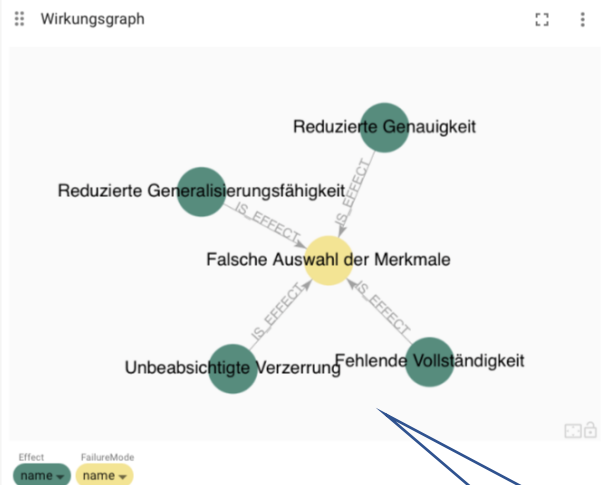 Wirkungsgraph
Reduzierte Genauigkeit
Reduzierte Generalisierungsfähigkeit
IS_EFFECT
IS_EFFECT
Falsche Auswahl der Merkmale
IS_EFFECT
IS_EFFECT
Unbeabsichtigte Verzerrung
Fehlende Vollständigkeit
Effect
FailureMode
name
name